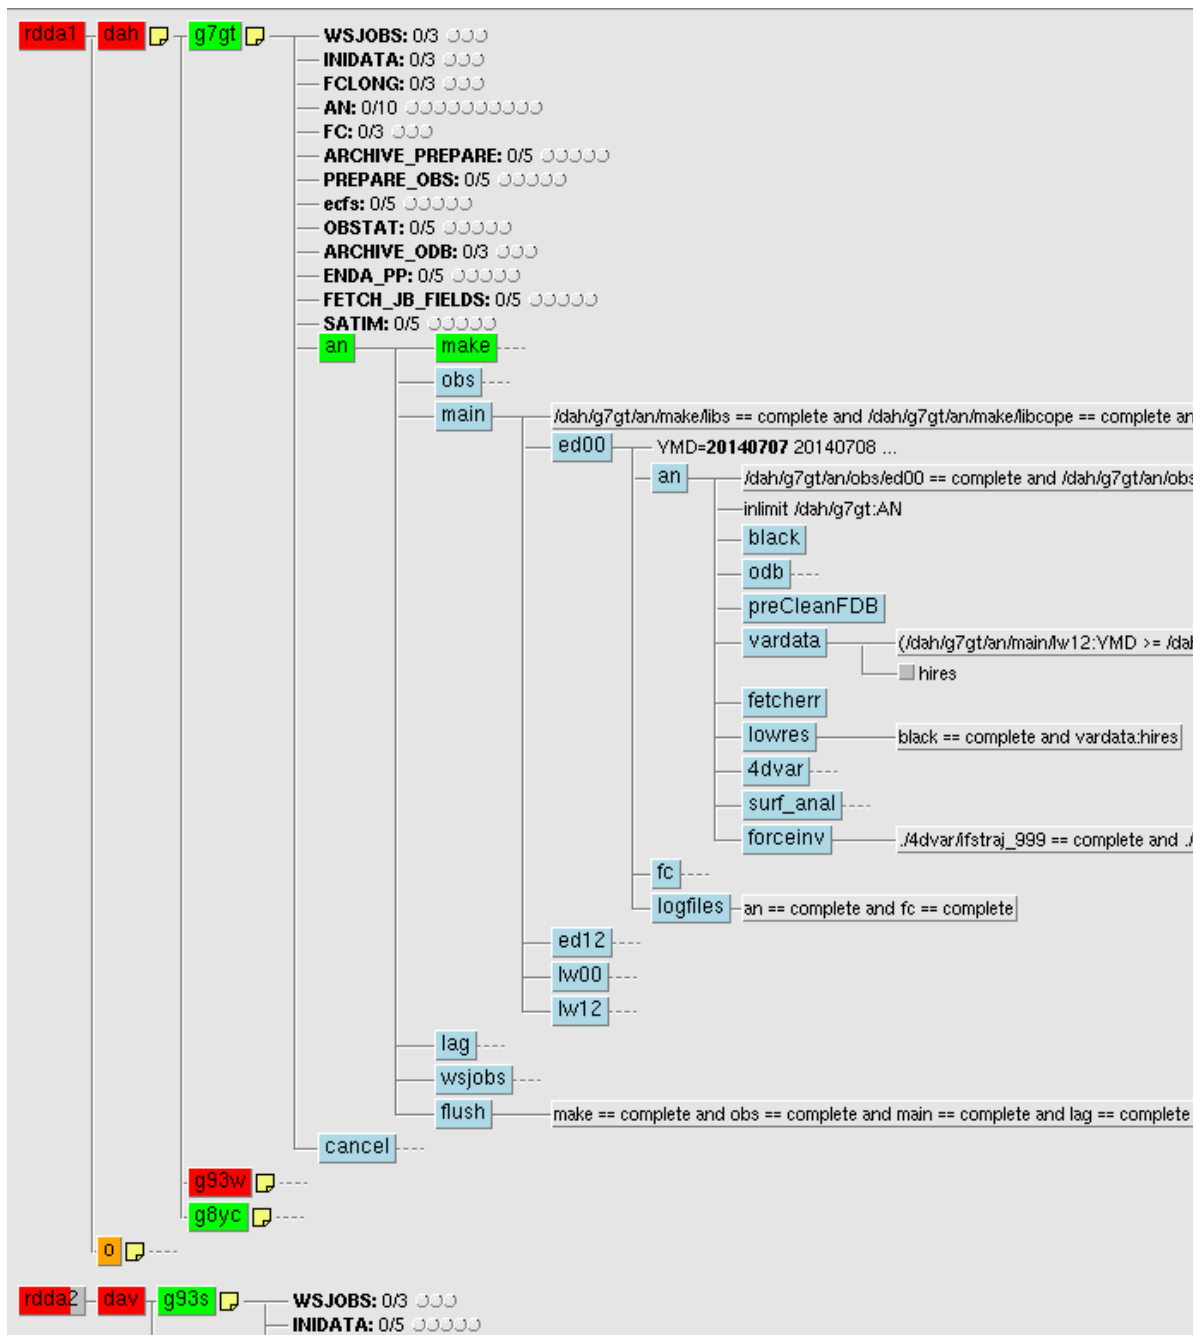 rdda1 dah g7gt WSJOBS: 0/3
INIDATA: 0/3
FCLONG: 0/3
AN: 0/10
FC: 0/3
ARCHIVE_PREPARE: 0/5
PREPARE_OBS: 0/5
ecfs: 0/5
OBSTAT: 0/5
ARCHIVE_ODB: 0/3
ENDA_PP: 0/5
FETCH_JB_FIELDS: 0/5
SATIM: 0/5
an make
obs
main /dah/g7gt/an/make/libs == complete and /dah/g7gt/an/make/libcope == complete an
ed00 YMD=20140707 20140708 ...
an /dah/g7gt/an/obs/ed00 == complete and /dah/g7gt/an/obs
inlimit /dah/g7gt:AN
black
odb
preCleanFDB
vardata (/dah/g7gt/an/main/lw12:YMD >= /dah
hires
fetcherr
lowres black == complete and vardata:hires
4dvar
surf_anal
forceinv ./4dvar/ifstraj_999 == complete and ./
fc
logfiles an == complete and fc == complete
ed12
lw00
lw12
lag
wsjobs
flush make == complete and obs == complete and main == complete and lag == complete
cancel
g93w
g8yc
o
rdda2 dav g93s WSJOBS: 0/3
INIDATA: 0/5